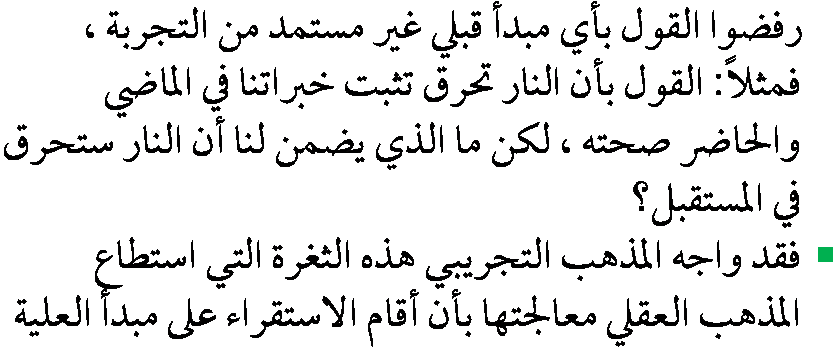 رفضوا القول بأي مبدأ قبلي غير مستمد من التجربة ،
فمثلاً: القول بأن النار تحرق تثبت خبراتنا في الماضي
والحاضر صحته ، لكن ما الذي يضمن لنا أن النار ستحرق
في المستقبل؟
فقد واجه المذهب التجريبي هذه الثغرة التي استطاع
المذهب العقلي معالجتها بأن أقام الاستقراء على مبدأ العلية